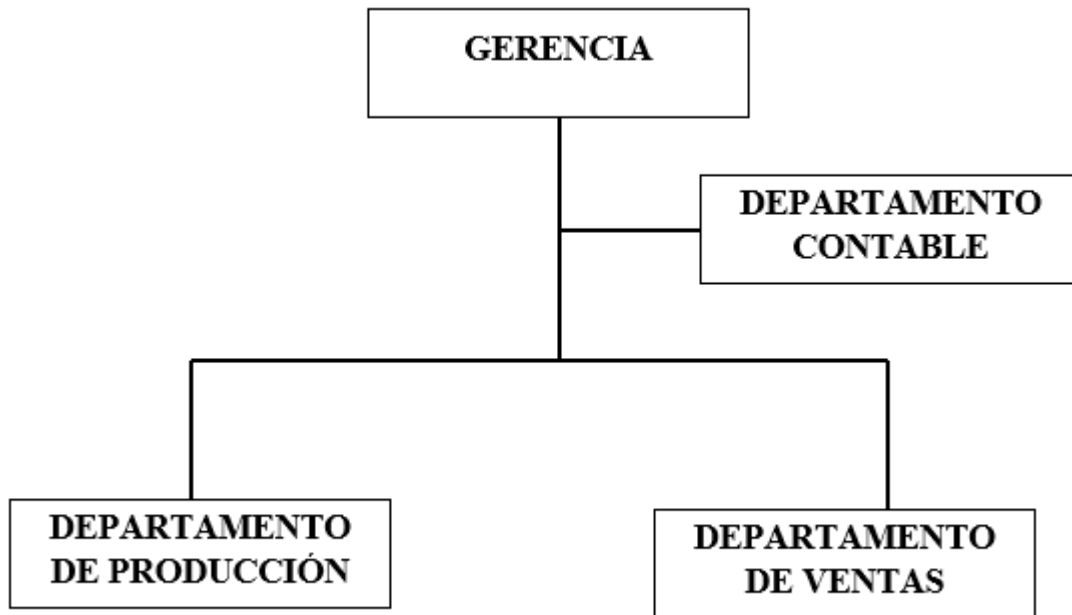 GERENCIA
DEPARTAMENTO
CONTABLE
DEPARTAMENTO
DE PRODUCCIÓN
DEPARTAMENTO
DE VENTAS